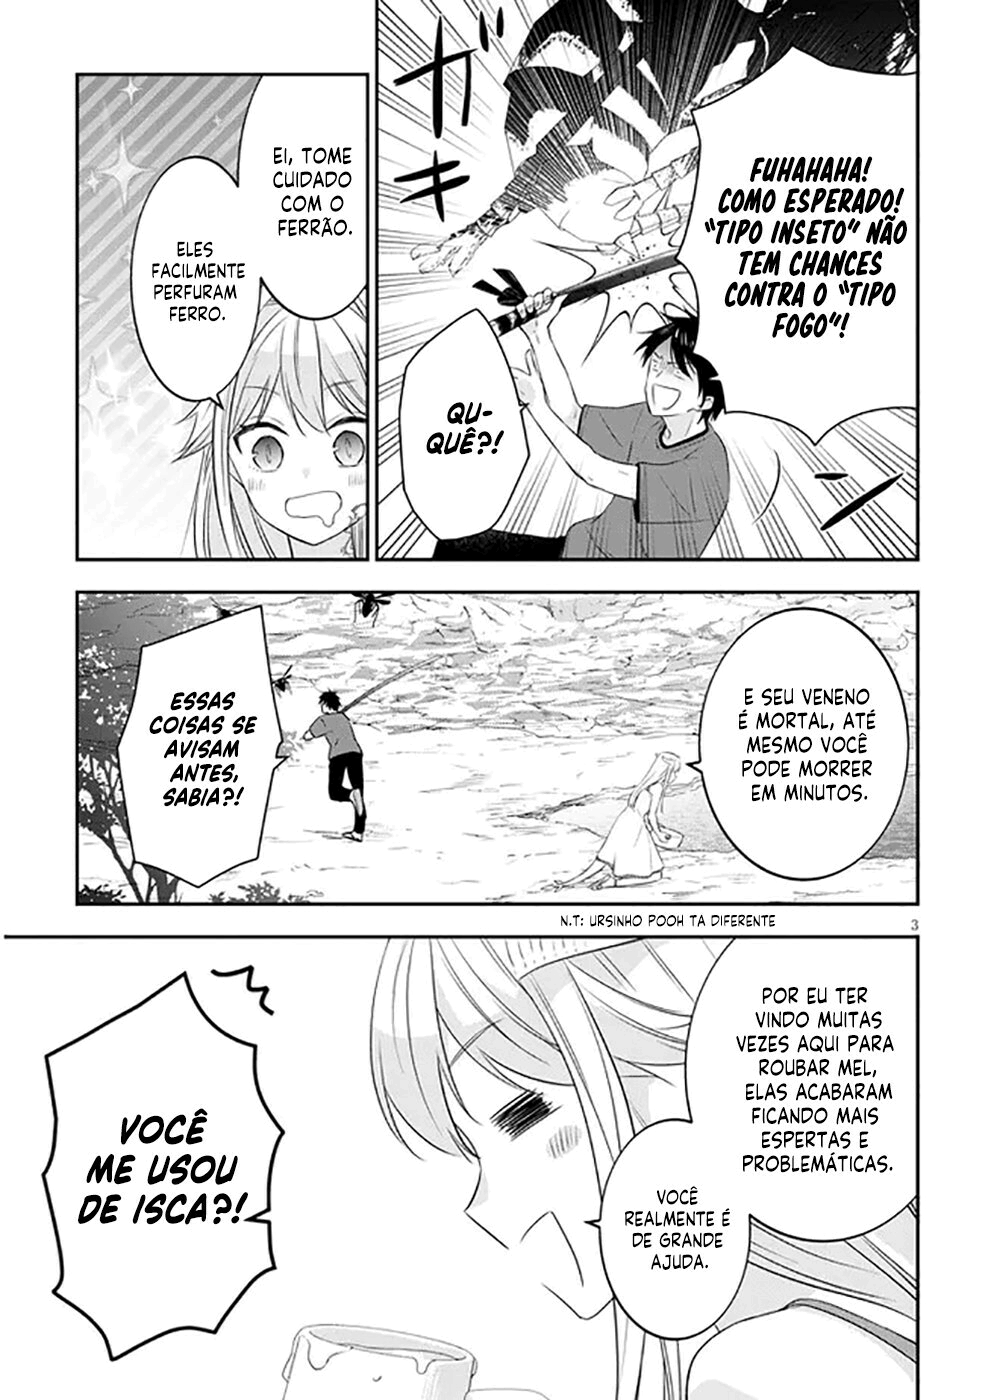 FUHAHAHA!
COMO ESPERADO!
“TIPO INSETO” NÃO
TEM CHANCES
CONTRA O “TIPO
FOGO”!
QU-
QUÊ?!
ガ
キ
EI, TOME
CUIDADO
COM O
FERRÃO.
ELES
FACILMENTE
PERFURAM
FERRO.
E SEU VENENO
É MORTAL, ATÉ
MESMO VOCÊ
PODE MORRER
EM MINUTOS.
ESSAS
COISAS SE
AVISAM
ANTES,
SABIA?!
N.T: URSINHO POOH TA DIFERENTE
3
POR EU TER
VINDO MUITAS
VEZES AQUI PARA
ROUBAR MEL,
ELAS ACABARAM
FICANDO MAIS
ESPERTAS E
PROBLEMÁTICAS.
VOCÊ
REALMENTE É
DE GRANDE
AJUDA.
VOCÊ
ME USOU
DE ISCA?!